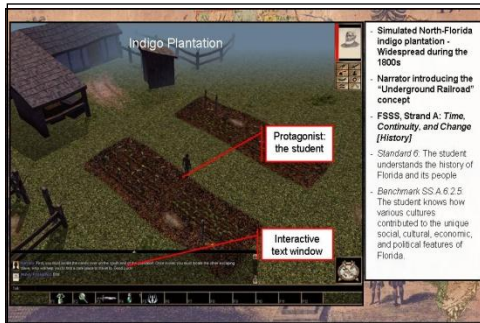 Indigo Plantation
Protagonist:
the student
Interactive
text window
- Simulated North-Florida
indigo plantation -
Widespread during the
1800s
- Narrator introducing the
"Underground Railroad"
concept
- FSSS, Strand A: Time,
Continuity, and Change
[History]
- Standard 6: The student
understands the history of
Florida and its people
- Benchmark SS.A.6.2.5:
The student knows how
various cultures
contributed to the unique
social, cultural, economic,
and political features of
Florida.